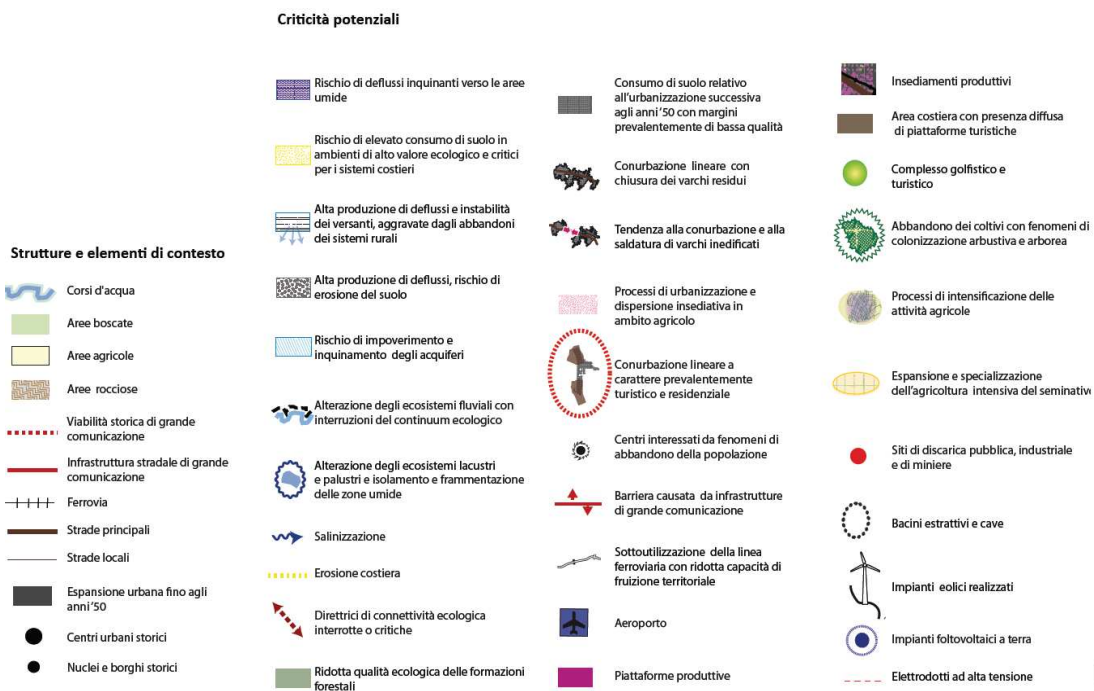 Criticità potenziali
Strutture e elementi di contesto
Corsi d'acqua
Aree boscate
Aree agricole
Aree rocciose
Viabilità storica di grande
comunicazione
Infrastruttura stradale di grande
comunicazione
Ferrovia
Strade principali
Strade locali
Espansione urbana fino agli
anni '50
Centri urbani storici
Nuclei e borghi storici
Rischio di deflussi inquinanti verso le aree
umide
Rischio di elevato consumo di suolo in
ambienti di alto valore ecologico e critici
per i sistemi costieri
Alta produzione di deflussi e instabilità
dei versanti, aggravate dagli abbandoni
dei sistemi rurali
Alta produzione di deflussi, rischio di
erosione del suolo
Rischio di impoverimento e
inquinamento degli acquiferi
Alterazione degli ecosistemi fluviali con
interruzioni del continuum ecologico
Alterazione degli ecosistemi lacustri
e palustri e isolamento e frammentazione
delle zone umide
Salinizzazione
Erosione costiera
Direttrici di connettività ecologica
interrotte o critiche
Ridotta qualità ecologica delle formazioni
forestali
Consumo di suolo relativo
all'urbanizzazione successiva
agli anni '50 con margini
prevalentemente di bassa qualità
Conurbazione lineare con
chiusura dei varchi residui
Tendenza alla conurbazione e alla
saldatura di varchi inedificati
Processi di urbanizzazione e
dispersione insediativa in
ambito agricolo
Conurbazione lineare a
carattere prevalentemente
turistico e residenziale
Centri interessati da fenomeni di
abbandono della popolazione
Barriera causata da infrastrutture
di grande comunicazione
Sottoutilizzazione della linea
ferroviaria con ridotta capacità di
fruizione territoriale
Aeroporto
Piattaforme produttive
Insediamenti produttivi
Area costiera con presenza diffusa
di piattaforme turistiche
Complesso golfistico e
turistico
Abbandono dei coltivi con fenomeni di
colonizzazione arbustiva e arborea
Processi di intensificazione delle
attività agricole
Espansione e specializzazione
dell'agricoltura intensiva del seminativo
Siti di discarica pubblica, industriale
e di miniere
Bacini estrattivi e cave
Impianti eolici realizzati
Impianti fotovoltaici a terra
Elettrodotti ad alta tensione